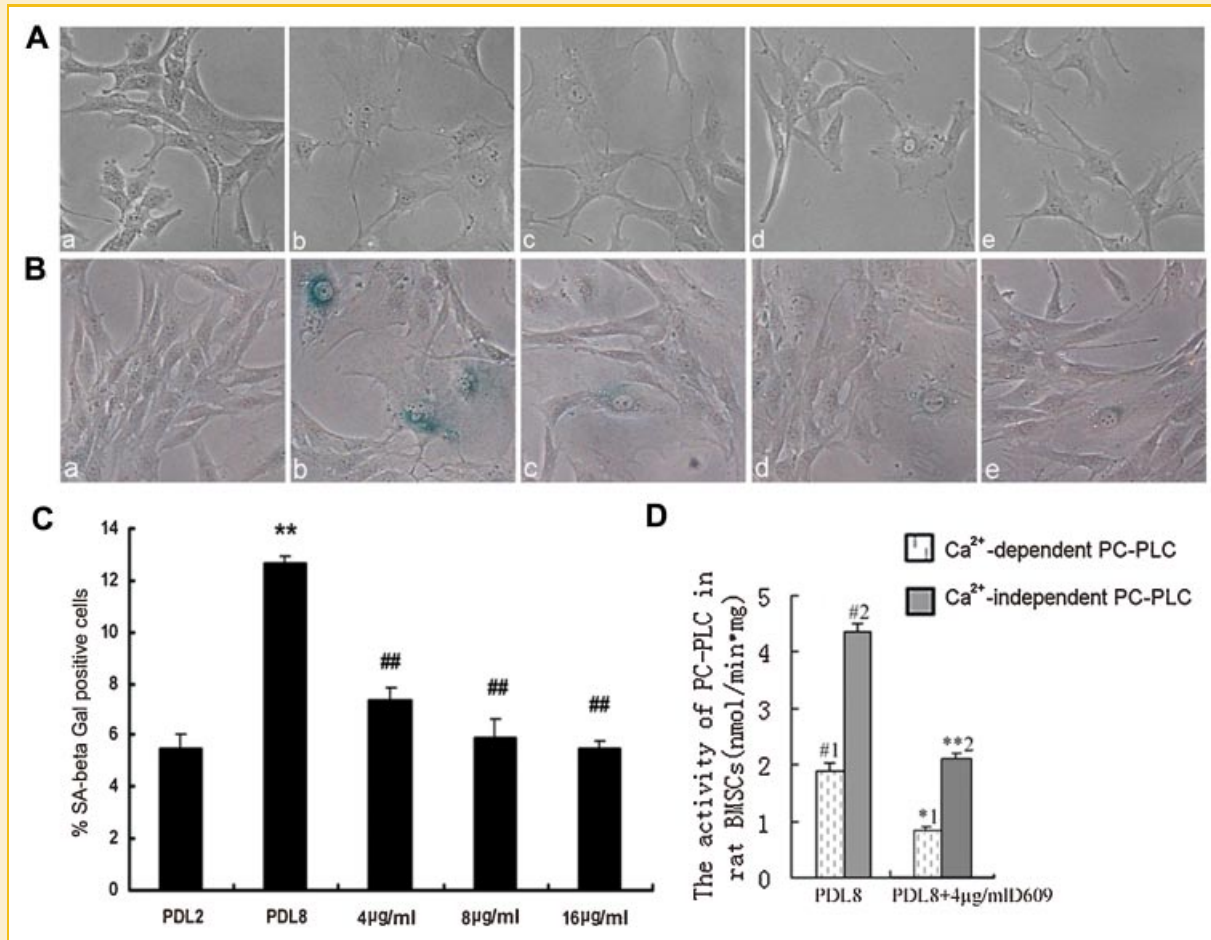 A
a b c d e
B
a b c d e
C
% SA-beta Gal positive cells
14
12
10
8
6
4
2
0
**
##
##
##
PDL2 PDL8 4µg/ml 8µg/ml 16µg/ml
D
Ca²⁺-dependent PC-PLC
Ca²⁺-independent PC-PLC
The activity of PC-PLC in
rat BMSCs(nmol/min*mg)
5
4
3
2
1
0
#1
#2
*1
**2
PDL8 PDL8+4µg/mlD609